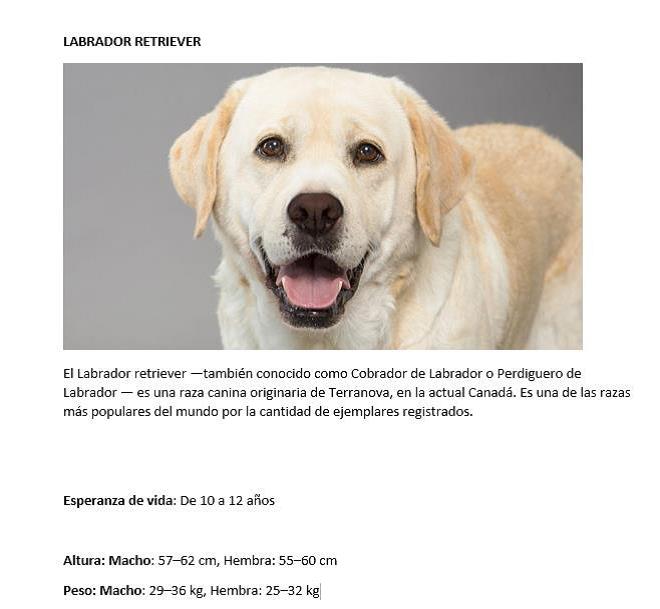 LABRADOR RETRIEVER
El Labrador retriever —también conocido como Cobrador de Labrador o Perdiguero de
Labrador — es una raza canina originaria de Terranova, en la actual Canadá. Es una de las razas
más populares del mundo por la cantidad de ejemplares registrados.
Esperanza de vida: De 10 a 12 años
Altura: Macho: 57–62 cm, Hembra: 55–60 cm
Peso: Macho: 29–36 kg, Hembra: 25–32 kg